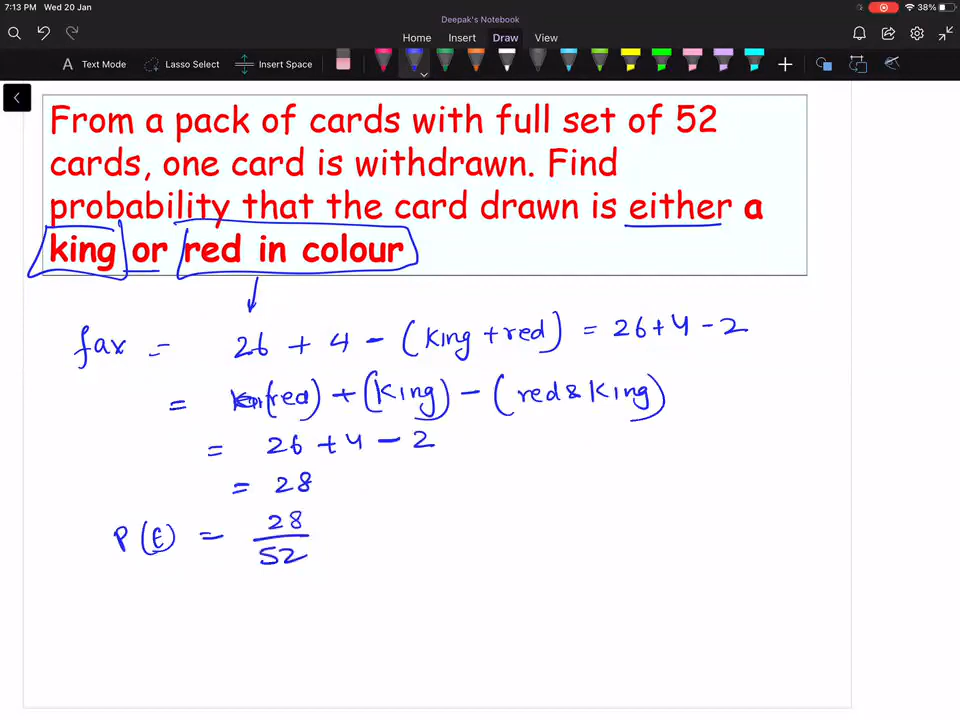 7:13 PM Wed 20 Jan
38%
Deepak's Notebook
Home Insert Draw View
A Text Mode Lasso Select Insert Space
From a pack of cards with full set of 52
cards, one card is withdrawn. Find
probability that the card drawn is either a
king or red in colour
fav = 26 + 4 - (king + red) = 26 + 4 - 2
= (red) + (king) - (red & king)
= 26 + 4 - 2
= 28
P(E) = 28
52